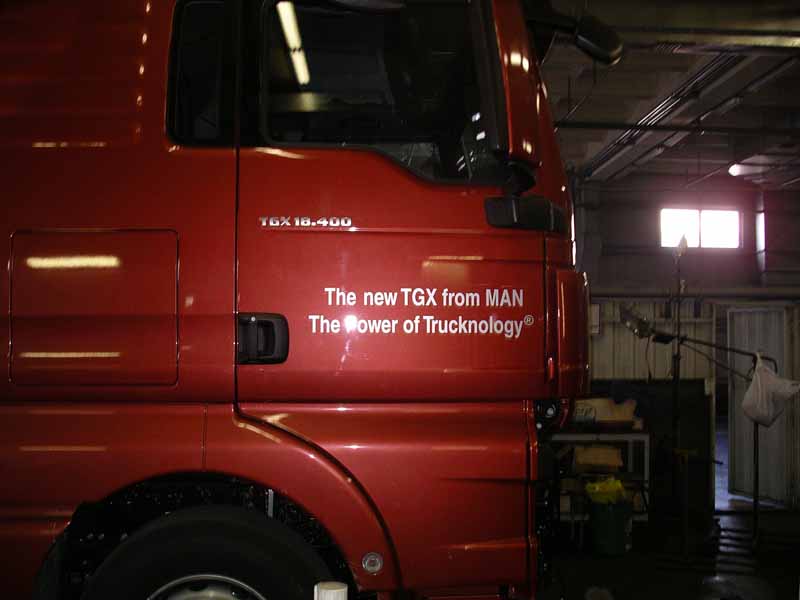 TGX 18.400
The new TGX from MAN
The Power of Trucknology®